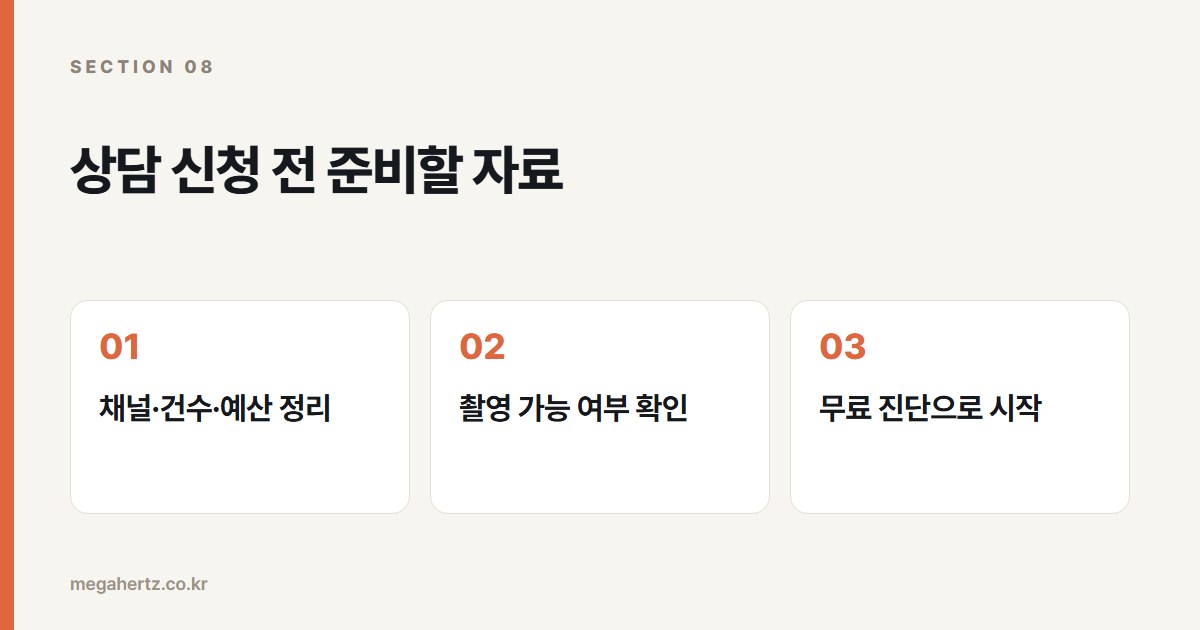 SECTION 08
상담 신청 전 준비할 자료
01
채널·건수·예산 정리
02
촬영 가능 여부 확인
03
무료 진단으로 시작
megahertz.co.kr